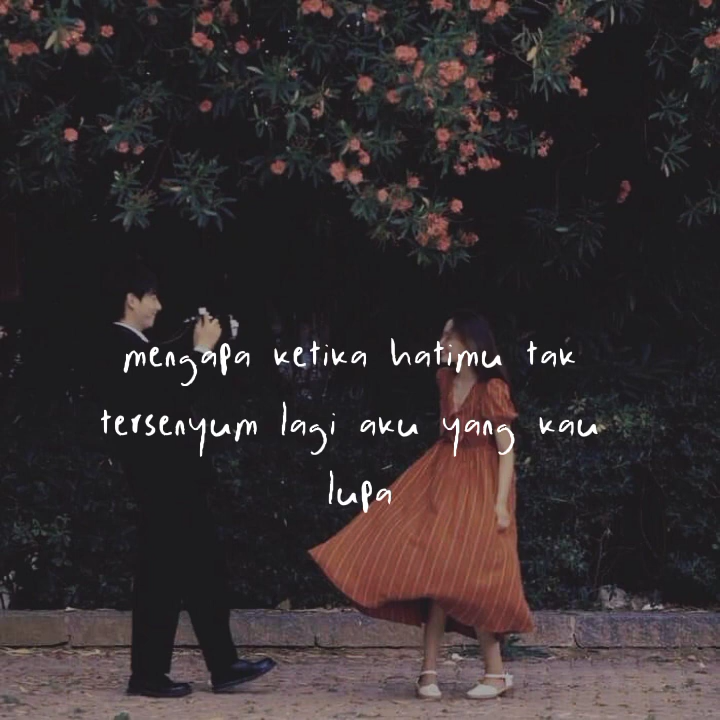 mengapa ketika hatimu tak
tersenyum lagi aku yang kau
lupa